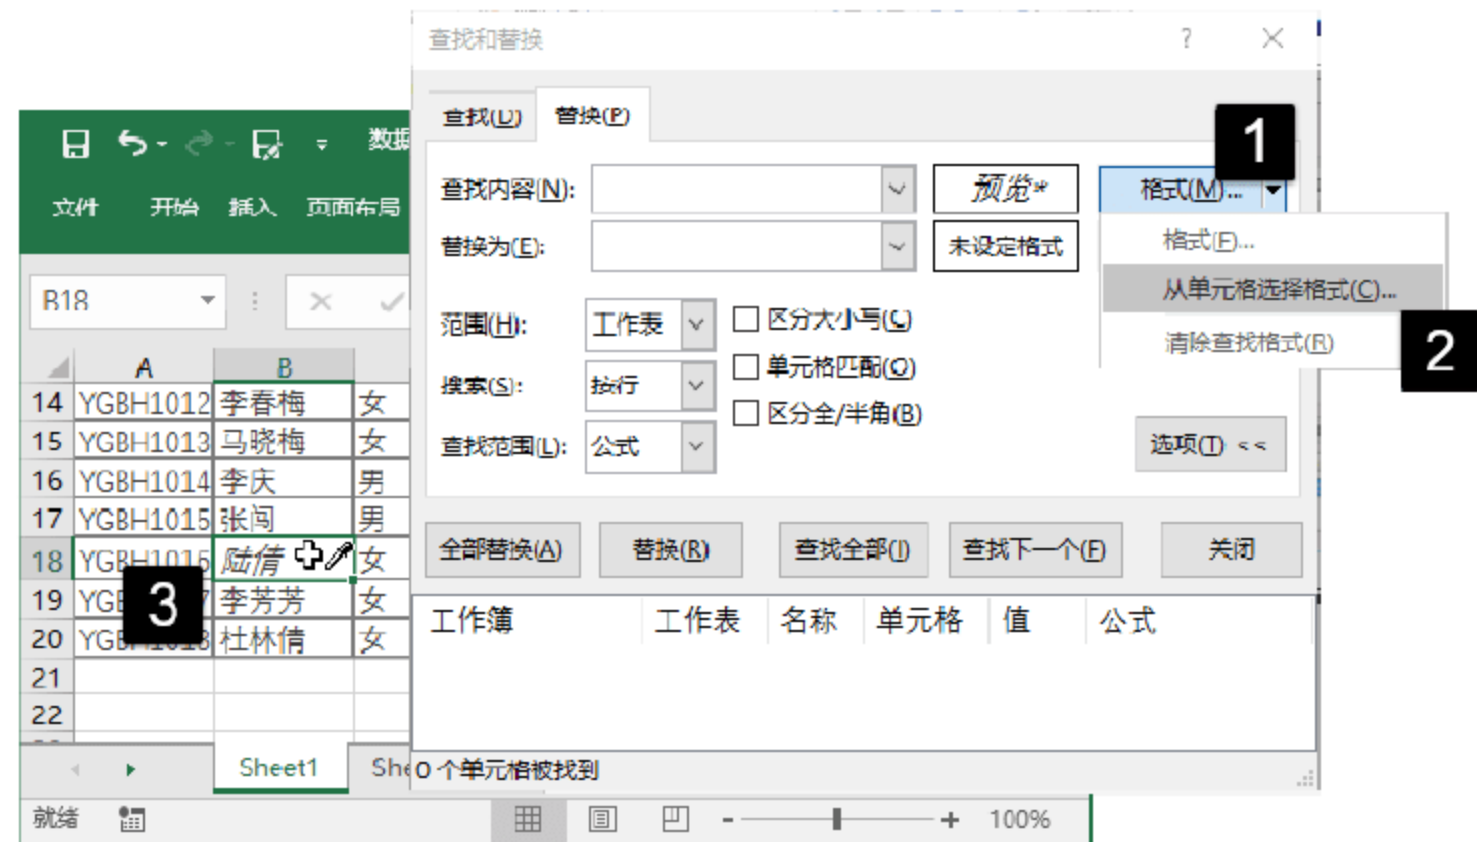 查找和替换
查找(D) 替换(P)
1
数据
文件 开始 插入 页面布局
查找内容(N): 预览* 格式(M)...
替换为(E): 未设定格式
格式(F)...
从单元格选择格式(C)...
清除查找格式(R)
2
范围(H): 工作表 区分大小写(C)
搜索(S): 按行 单元格匹配(O)
查找范围(L): 公式 区分全/半角(B)
选项(T) <<
全部替换(A) 替换(R) 查找全部(I) 查找下一个(F) 关闭
工作簿 工作表 名称 单元格 值 公式
0 个单元格被找到
B18
A B
14 YGBH1012 李春梅 女
15 YGBH1013 马晓梅 女
16 YGBH1014 李庆 男
17 YGBH1015 张闯 男
18 YGBH1016 陆倩 女
19 YG 7 李芳芳 女
20 YGBH1018 杜林倩 女
3
21
22
Sheet1 She
就绪 100%